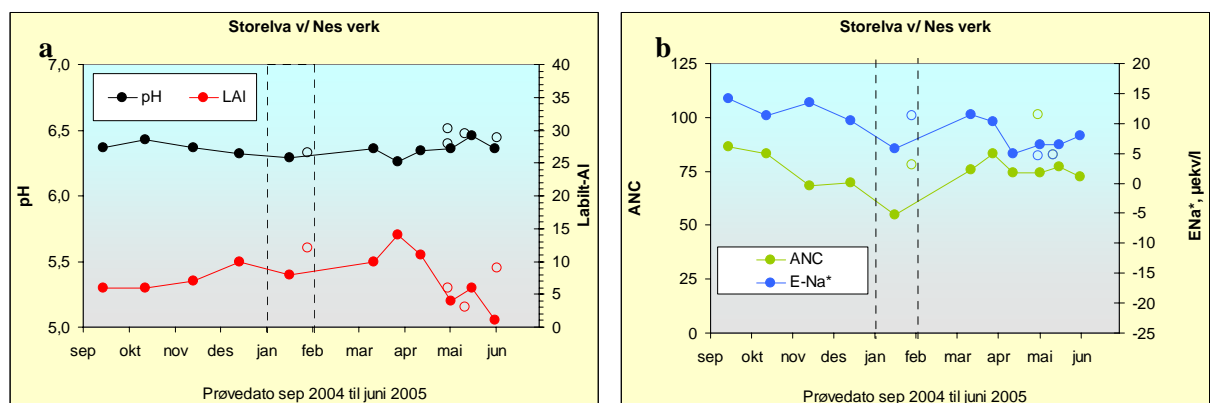 Storelva v/ Nes verk
a
7,0
6,5
6,0
5,5
5,0
pH
pH LAI
40
35
30
25
20
15
10
5
0
Labilt-Al
sep okt nov des jan feb mar apr mai jun
Prøvedato sep 2004 til juni 2005
Storelva v/ Nes verk
b
125
100
75
50
25
0
ANC
ANC
E-Na*
20
15
10
5
0
-5
-10
-15
-20
-25
ENa*, µekv/l
sep okt nov des jan feb mar apr mai jun
Prøvedato sep 2004 til juni 2005